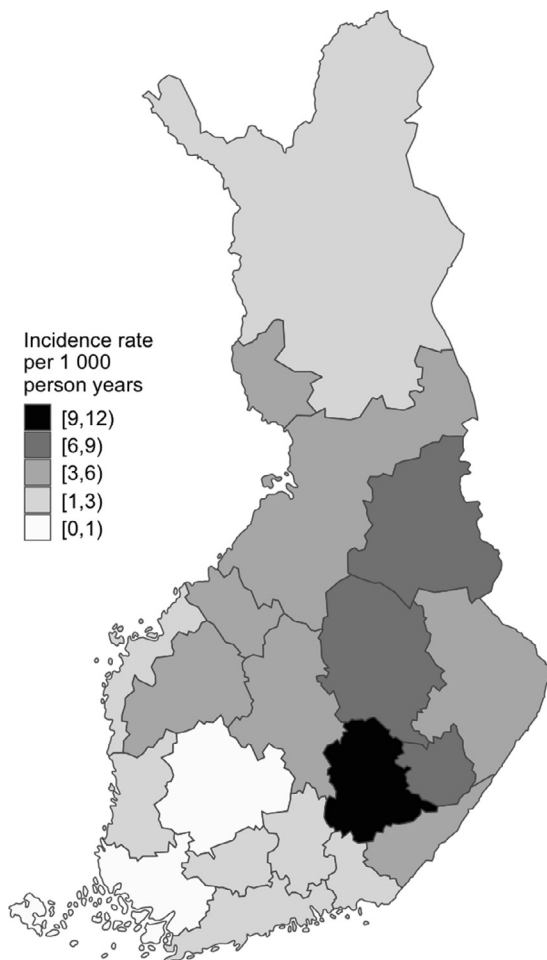 Incidence rate
per 1 000
person years
[9,12)
[6,9)
[3,6)
[1,3)
[0,1)